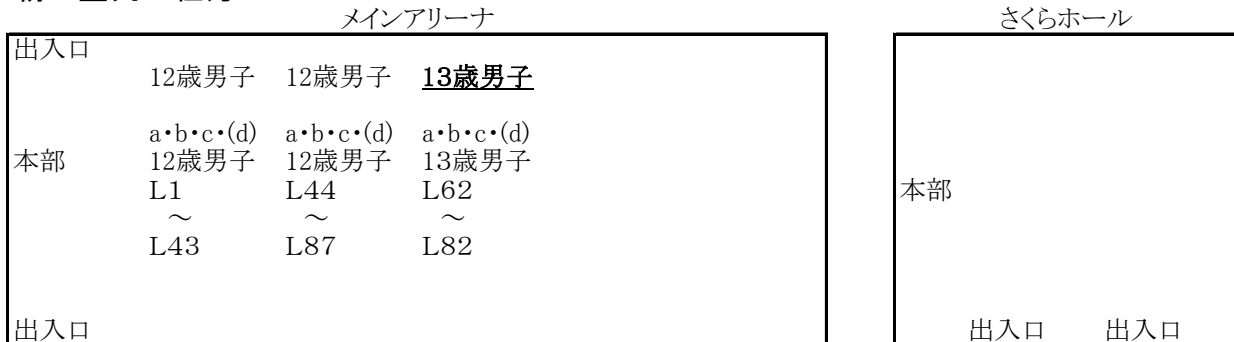 メインアリーナ さくらホール
出入口
12歳男子 12歳男子 13歳男子
a・b・c・(d) a・b・c・(d) a・b・c・(d)
本部 12歳男子 12歳男子 13歳男子
L1 L44 L62 本部
～ ～ ～
L43 L87 L82
出入口 出入口 出入口